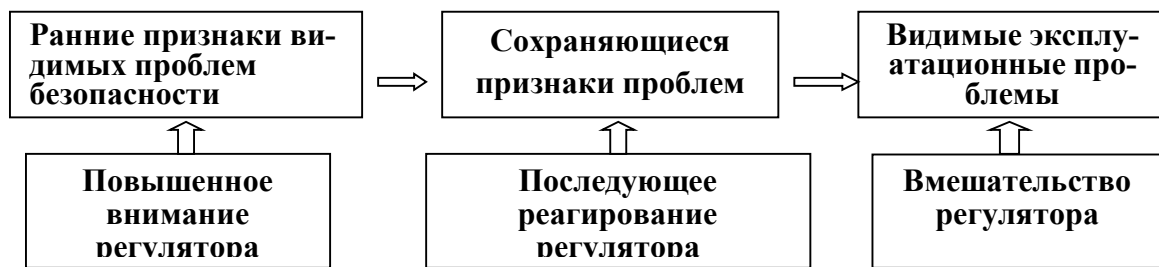 Ранние признаки ви-
димых проблем
безопасности
Сохраняющиеся
признаки проблем
Видимые эксплу-
атационные про-
блемы
Повышенное
внимание
регулятора
Последующее
реагирование
регулятора
Вмешательство
регулятора